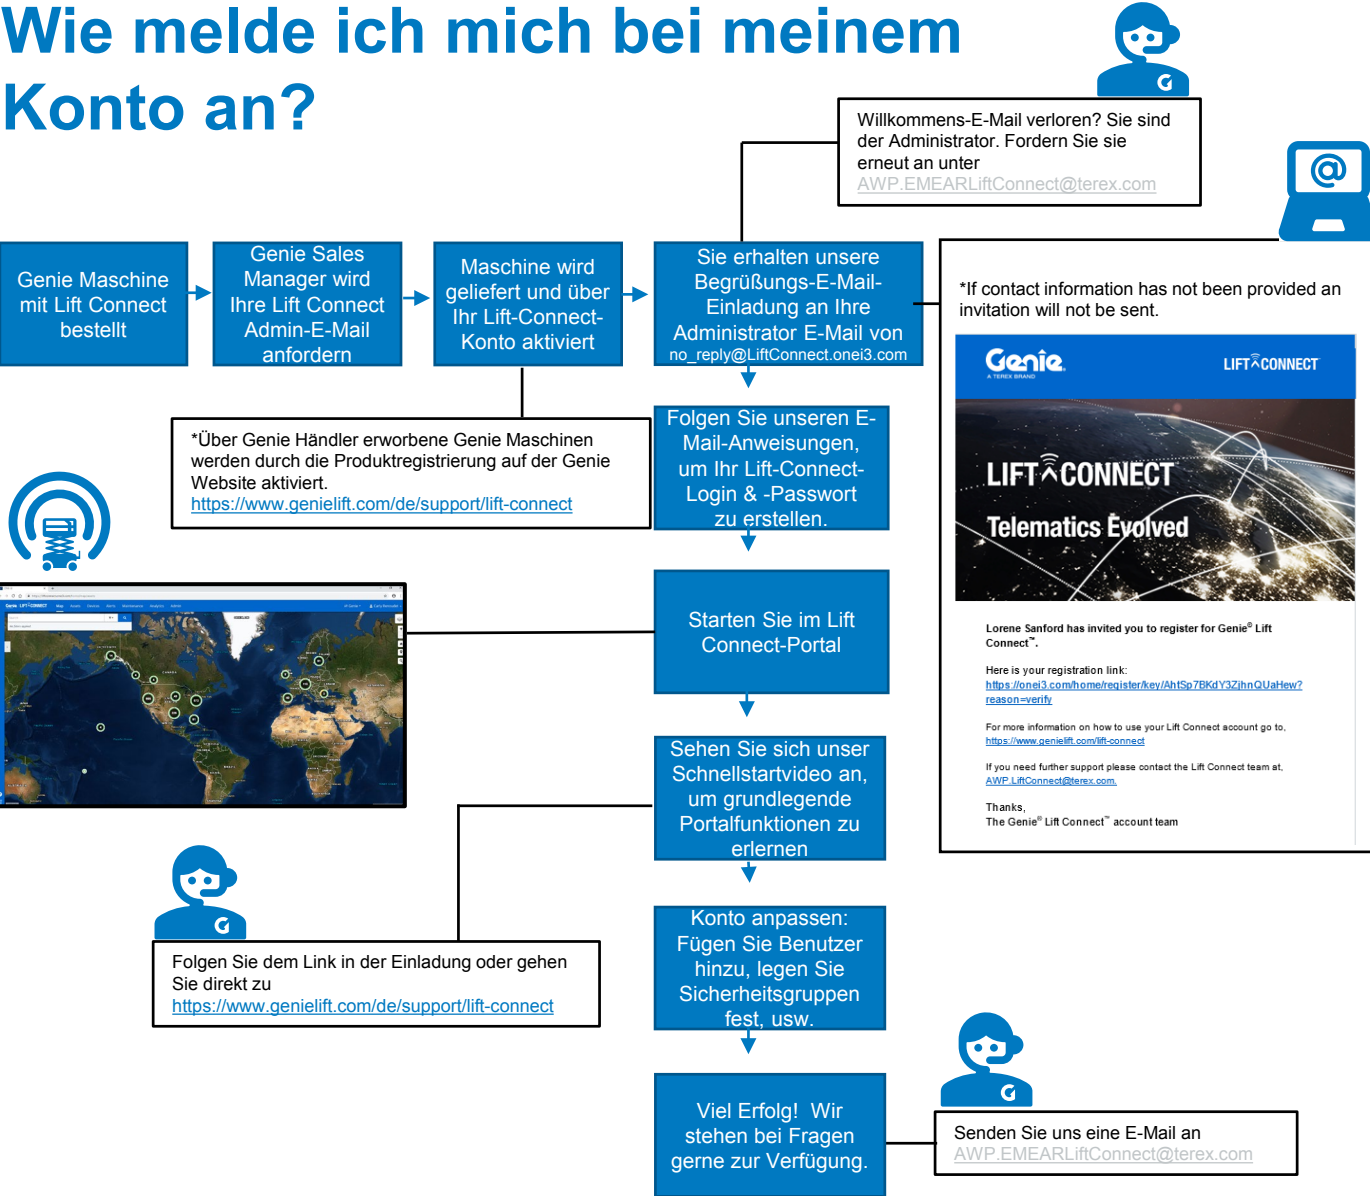 Wie melde ich mich bei meinem
Konto an?
Willkommens-E-Mail verloren? Sie sind
der Administrator. Fordern Sie sie
erneut an unter
AWP.EMEARLiftConnect@terex.com
Genie Maschine
mit Lift Connect
bestellt
Genie Sales
Manager wird
Ihre Lift Connect
Admin-E-Mail
anfordern
Maschine wird
geliefert und über
Ihr Lift-Connect-
Konto aktiviert
Sie erhalten unsere
Begrüßungs-E-Mail-
Einladung an Ihre
Administrator E-Mail von
no_reply@LiftConnect.onei3.com
*If contact information has not been provided an
invitation will not be sent.
Genie
A TEREX BRAND
LIFT CONNECT
LIFT CONNECT
Telematics Evolved
Lorene Sanford has invited you to register for Genie® Lift
Connect™.
Here is your registration link:
https://onei3.com/home/register/key/AhtSp7BKdY3ZjhnQUaHew?
reason=verify
For more information on how to use your Lift Connect account go to,
https://www.genielift.com/lift-connect
If you need further support please contact the Lift Connect team at,
AWP.LiftConnect@terex.com.
Thanks,
The Genie® Lift Connect™ account team
*Über Genie Händler erworbene Genie Maschinen
werden durch die Produktregistrierung auf der Genie
Website aktiviert.
https://www.genielift.com/de/support/lift-connect
Folgen Sie unseren E-
Mail-Anweisungen,
um Ihr Lift-Connect-
Login & -Passwort
zu erstellen.
Genie LIFT CONNECT Map Assets Devices Alerts Maintenance Analytics Admin
Starten Sie im Lift
Connect-Portal
Sehen Sie sich unser
Schnellstartvideo an,
um grundlegende
Portalfunktionen zu
erlernen
Folgen Sie dem Link in der Einladung oder gehen
Sie direkt zu
https://www.genielift.com/de/support/lift-connect
Konto anpassen:
Fügen Sie Benutzer
hinzu, legen Sie
Sicherheitsgruppen
fest, usw.
Viel Erfolg! Wir
stehen bei Fragen
gerne zur Verfügung.
Senden Sie uns eine E-Mail an
AWP.EMEARLiftConnect@terex.com